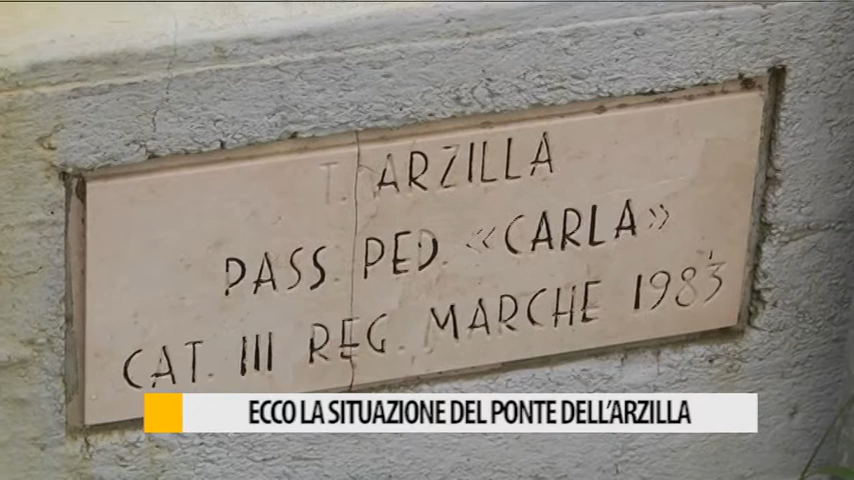 T. ARZILLA
PASS. PED. «CARLA»
CAT. III REG. MARCHE 1983
ECCO LA SITUAZIONE DEL PONTE DELL'ARZILLA